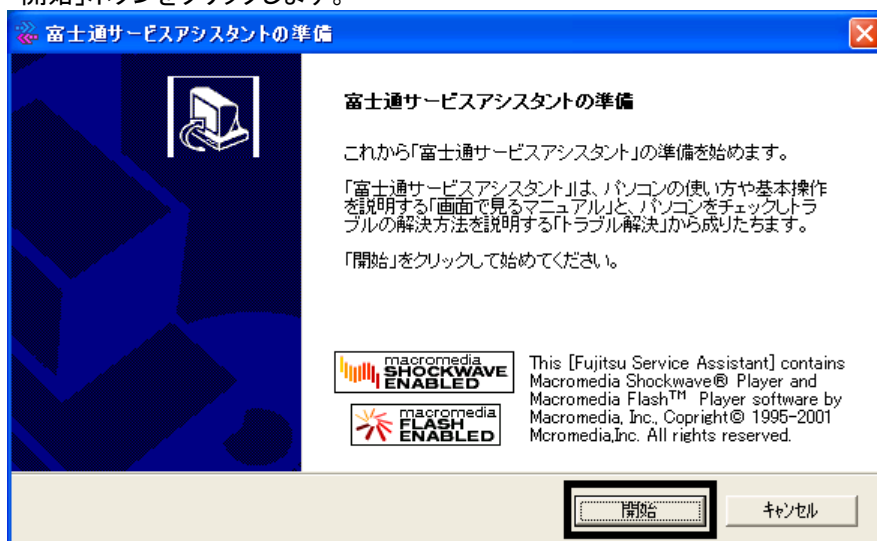 開始」ボタンをクリックします。
富士通サービスアシスタントの準備
富士通サービスアシスタントの準備
これから「富士通サービスアシスタント」の準備を始めます。
「富士通サービスアシスタント」は、パソコンの使い方や基本操作
を説明する「画面で見るマニュアル」と、パソコンをチェックしトラ
ブルの解決方法を説明する「トラブル解決」から成りたちます。
「開始」をクリックして始めてください。
macromedia
SHOCKWAVE
ENABLED
macromedia
FLASH
ENABLED
This [Fujitsu Service Assistant] contains
Macromedia Shockwave® Player and
Macromedia Flash™ Player software by
Macromedia, Inc., Copright© 1995-2001
Mcromedia,Inc. All rights reserved.
開始
キャンセル